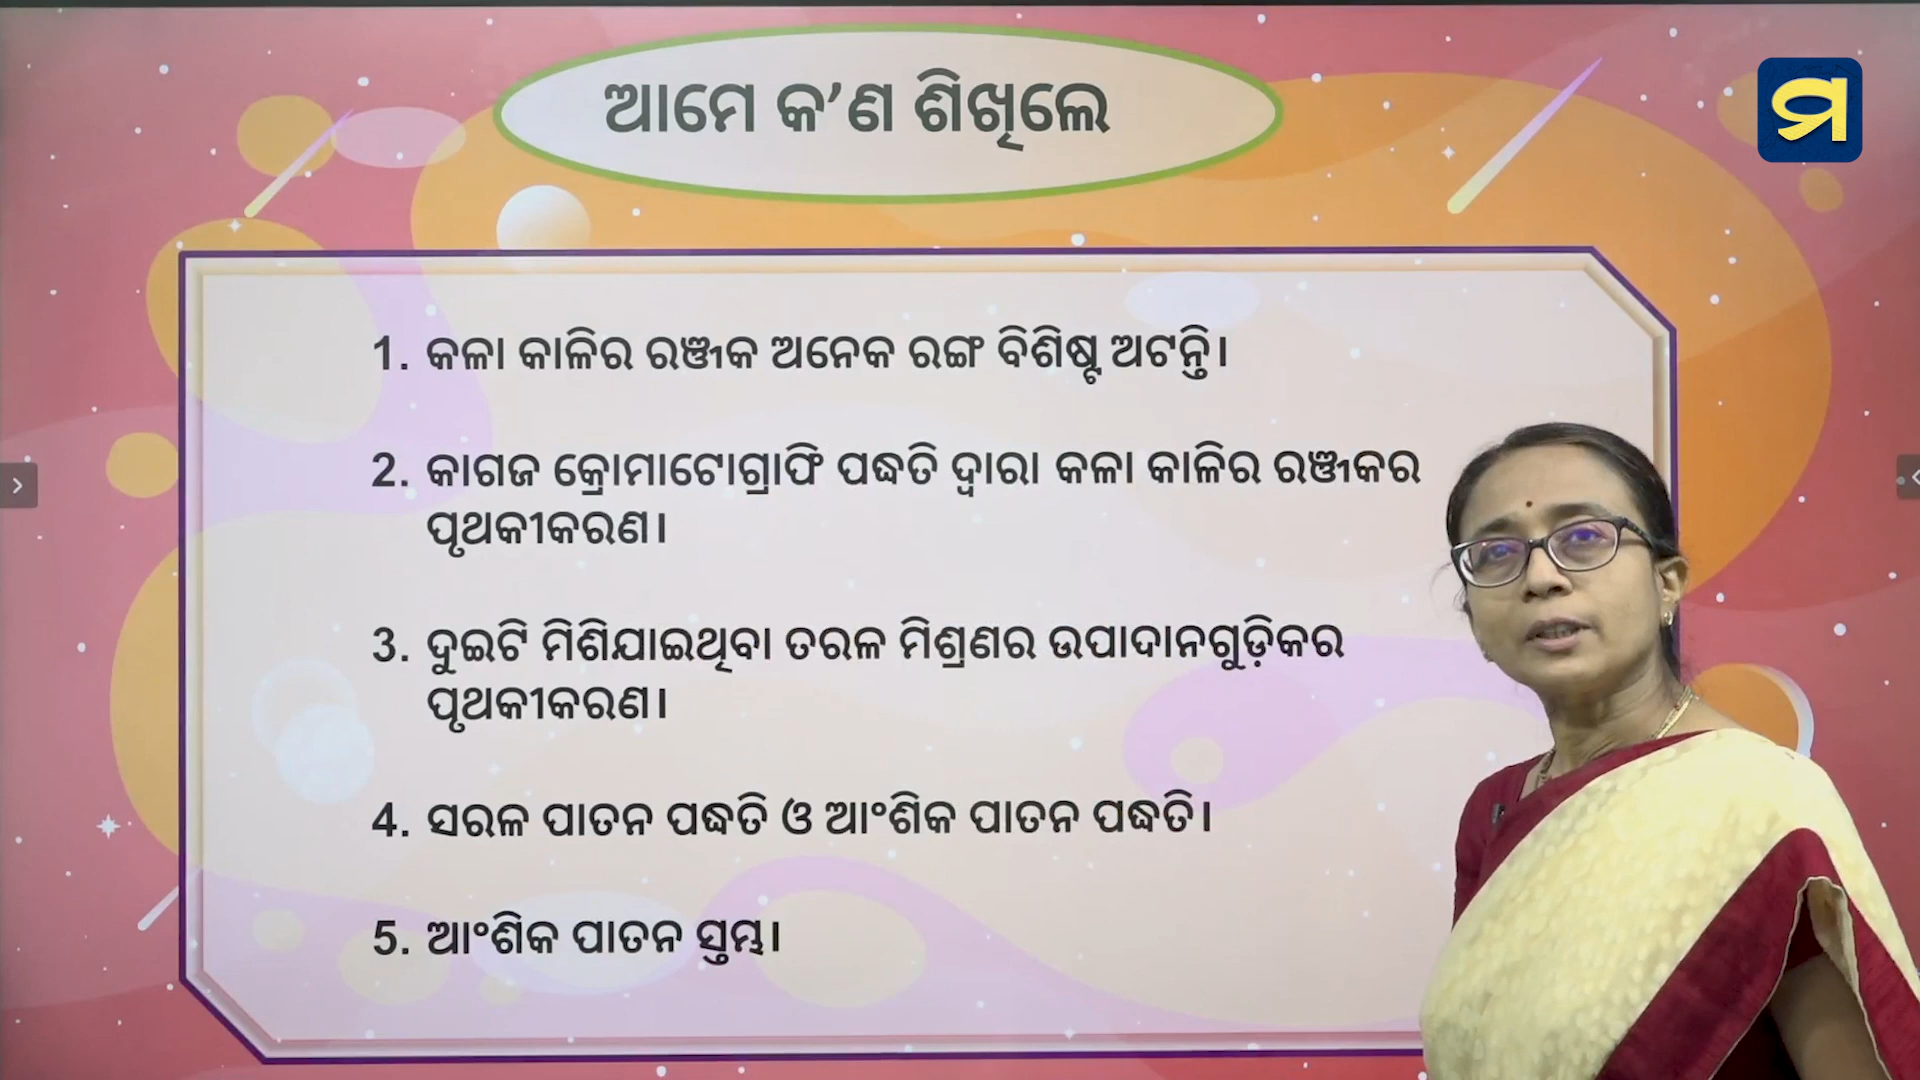 ଆମେ କ’ଣ ଶିଖିଲେ
ମ
1. କଳା କାଳିର ରଞ୍ଜକ ଅନେକ ରଙ୍ଗ ବିଶିଷ୍ଟ ଅଟନ୍ତି।
2. କାଗଜ କ୍ରୋମାଟୋଗ୍ରାଫି ପଦ୍ଧତି ଦ୍ୱାରା କଳା କାଳିର ରଞ୍ଜକର
ପୃଥକୀକରଣ।
3. ଦୁଇଟି ମିଶିଯାଇଥିବା ତରଳ ମିଶ୍ରଣର ଉପାଦାନଗୁଡ଼ିକର
ପୃଥକୀକରଣ।
4. ସରଳ ପାତନ ପଦ୍ଧତି ଓ ଆଂଶିକ ପାତନ ପଦ୍ଧତି।
5. ଆଂଶିକ ପାତନ ସ୍ତମ୍ଭ।